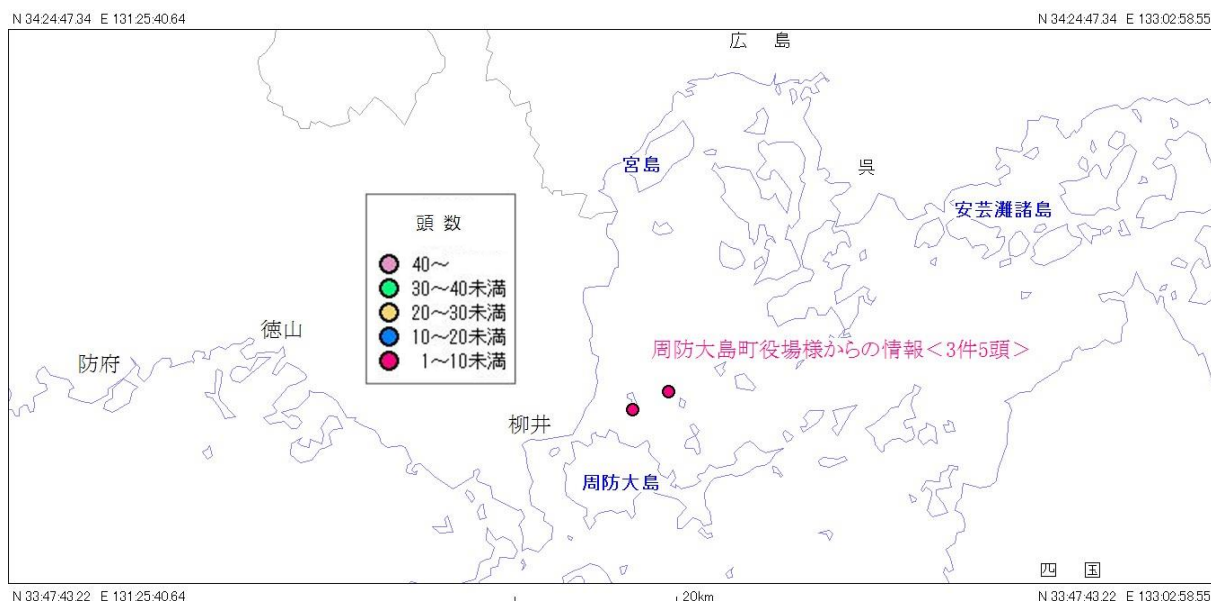 N 34:24:47.34 E 131:25:40.64
N 34:24:47.34 E 133:02:58.55
広 島
宮島
呉
安芸灘諸島
頭 数
40～
30～40未満
20～30未満
10～20未満
1～10未満
徳山
防府
周防大島町役場様からの情報＜3件5頭＞
柳井
周防大島
四 国
N 33:47:43.22 E 131:25:40.64
20km
N 33:47:43.22 E 133:02:58.55